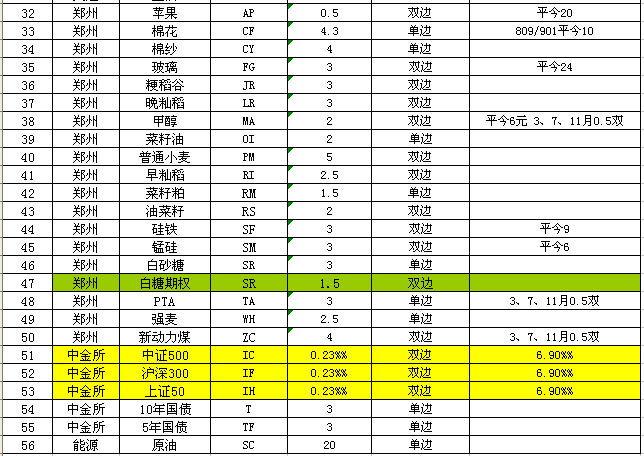 32 郑州 苹果 AP 0.5 双边 平今20
33 郑州 棉花 CF 4.3 单边 809/901平今10
34 郑州 棉纱 CY 4 单边
35 郑州 玻璃 FG 3 双边 平今24
36 郑州 粳稻谷 JR 3 双边
37 郑州 晚籼稻 LR 3 双边
38 郑州 甲醇 MA 2 双边 平今6元 3、7、11月0.5双
39 郑州 菜籽油 OI 2 单边
40 郑州 普通小麦 PM 5 双边
41 郑州 早籼稻 RI 2.5 双边
42 郑州 菜籽粕 RM 1.5 单边
43 郑州 油菜籽 RS 2 双边
44 郑州 硅铁 SF 3 双边 平今9
45 郑州 锰硅 SM 3 双边 平今6
46 郑州 白砂糖 SR 3 单边
47 郑州 白糖期权 SR 1.5 双边
48 郑州 PTA TA 3 单边 3、7、11月0.5双
49 郑州 强麦 WH 2.5 单边
50 郑州 新动力煤 ZC 4 双边 3、7、11月0.5双
51 中金所 中证500 IC 0.23%% 双边 6.90%%
52 中金所 沪深300 IF 0.23%% 双边 6.90%%
53 中金所 上证50 IH 0.23%% 双边 6.90%%
54 中金所 10年国债 T 3 单边
55 中金所 5年国债 TF 3 单边
56 能源 原油 SC 20 单边